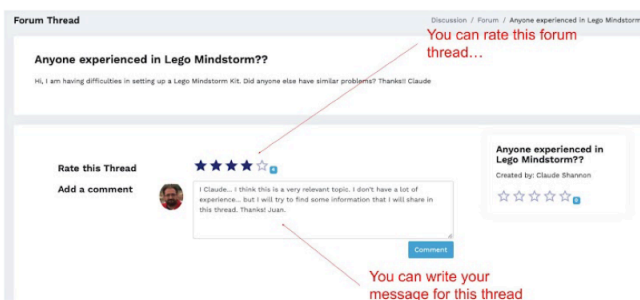 Forum Thread
Discussion / Forum / Anyone experienced in Lego Mindstorm
You can rate this forum
thread...
Anyone experienced in Lego Mindstorm??
Hi, I am having difficulties in setting up a Lego Mindstorm Kit. Did anyone else have similar problems? Thanks!! Claude
Rate this Thread
Add a comment
I Claude... I think this is a very relevant topic. I don't have a lot of
experience... but I will try to find some information that I will share in
this thread. Thanks! Juan.
Comment
Anyone experienced in
Lego Mindstorm??
Created by: Claude Shannon
You can write your
message for this thread